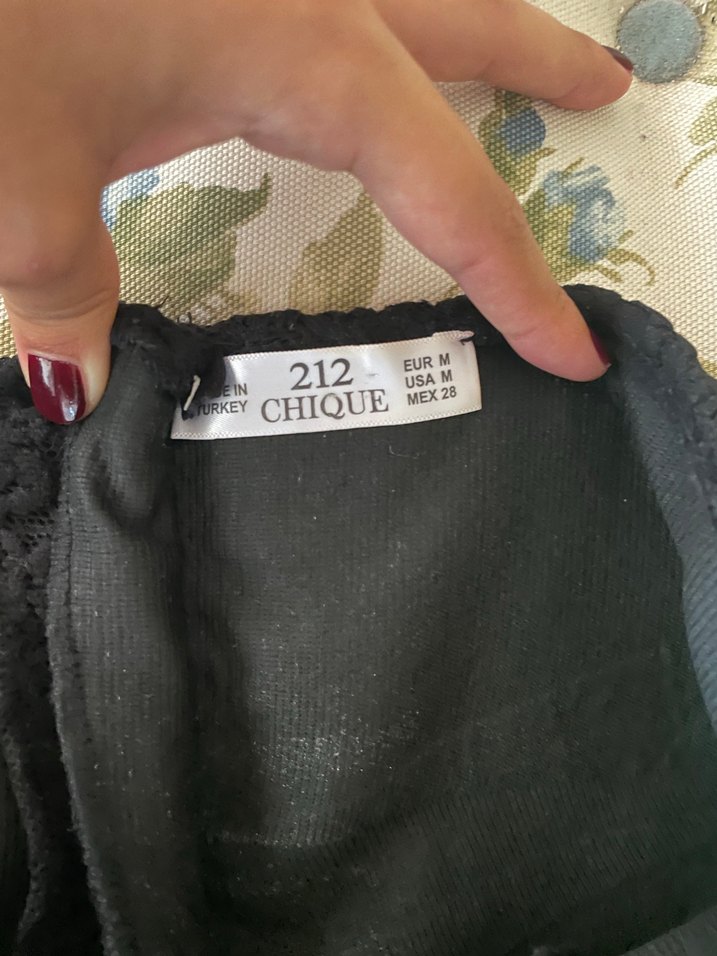 E IN
TURKEY
212
CHIQUE
EUR M
USA M
MEX 28